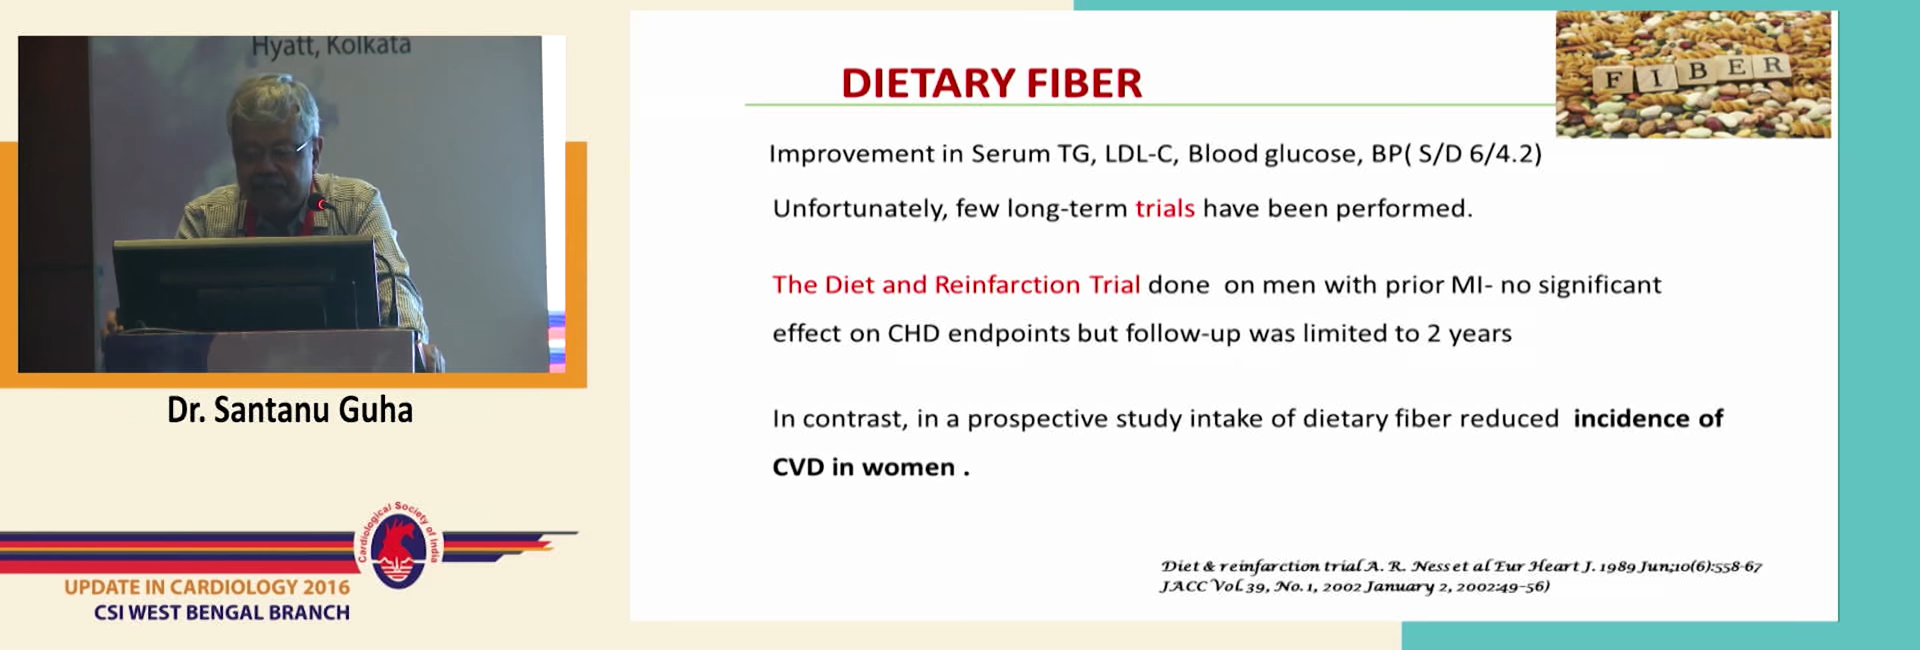 Hyatt, Kolkata
Dr. Santanu Guha
Cardiological Society of India
UPDATE IN CARDIOLOGY 2016
CSI WEST BENGAL BRANCH
DIETARY FIBER
FIBER
Improvement in Serum TG, LDL-C, Blood glucose, BP( S/D 6/4.2)
Unfortunately, few long-term trials have been performed.
The Diet and Reinfarction Trial done on men with prior MI- no significant
effect on CHD endpoints but follow-up was limited to 2 years
In contrast, in a prospective study intake of dietary fiber reduced incidence of
CVD in women .
Diet & reinfarction trial A. R. Ness et al Eur Heart J. 1989 Jun;10(6):558-67
JACC Vol. 39, No. 1, 2002 January 2, 2002:49-56)